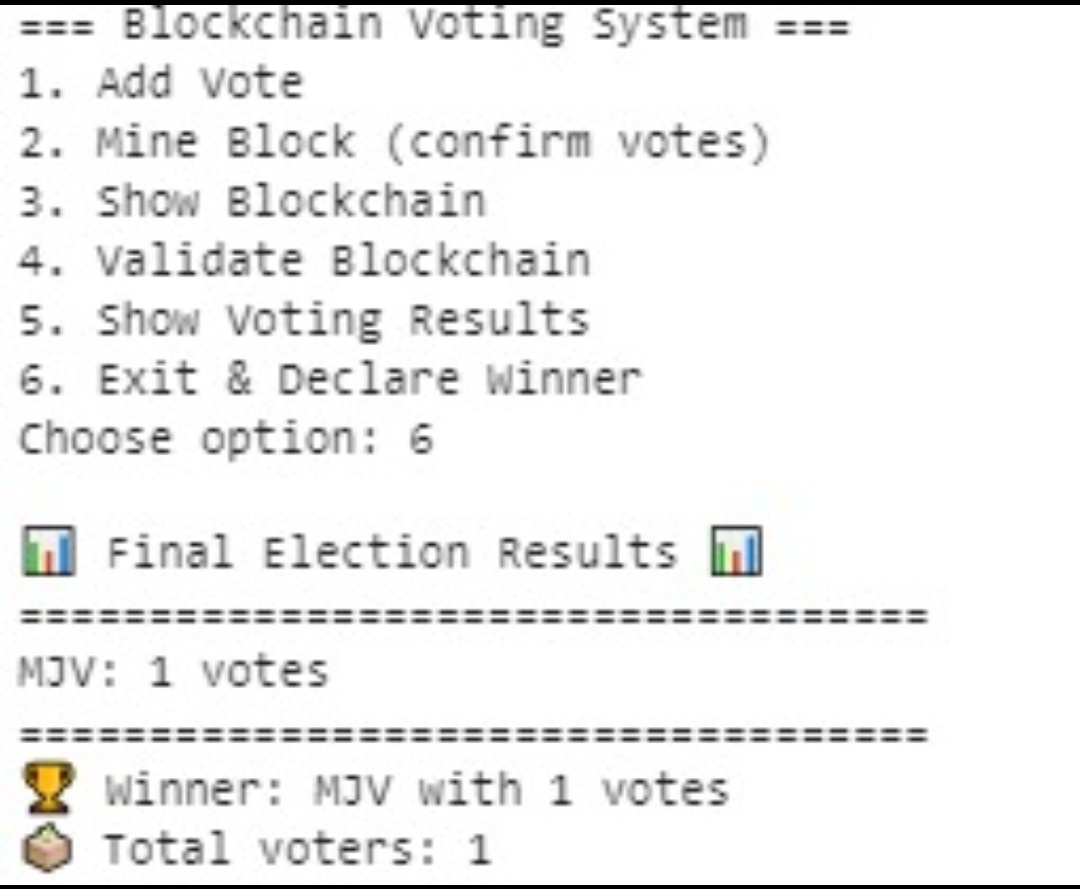 === Blockchain Voting System ===
1. Add Vote
2. Mine Block (confirm votes)
3. Show Blockchain
4. Validate Blockchain
5. Show Voting Results
6. Exit & Declare Winner
Choose option: 6
📊 Final Election Results 📊
===================================
MJV: 1 votes
===================================
🏆 Winner: MJV with 1 votes
🗳 Total voters: 1